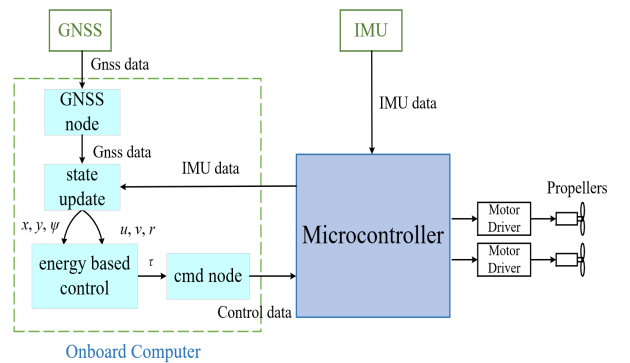 GNSS
IMU
Gnss data
IMU data
GNSS
node
Gnss data
IMU data
state
update
x, y, ψ
u, v, r
Microcontroller
Propellers
Motor
Driver
Motor
Driver
energy based
control
τ
cmd node
Control data
Onboard Computer